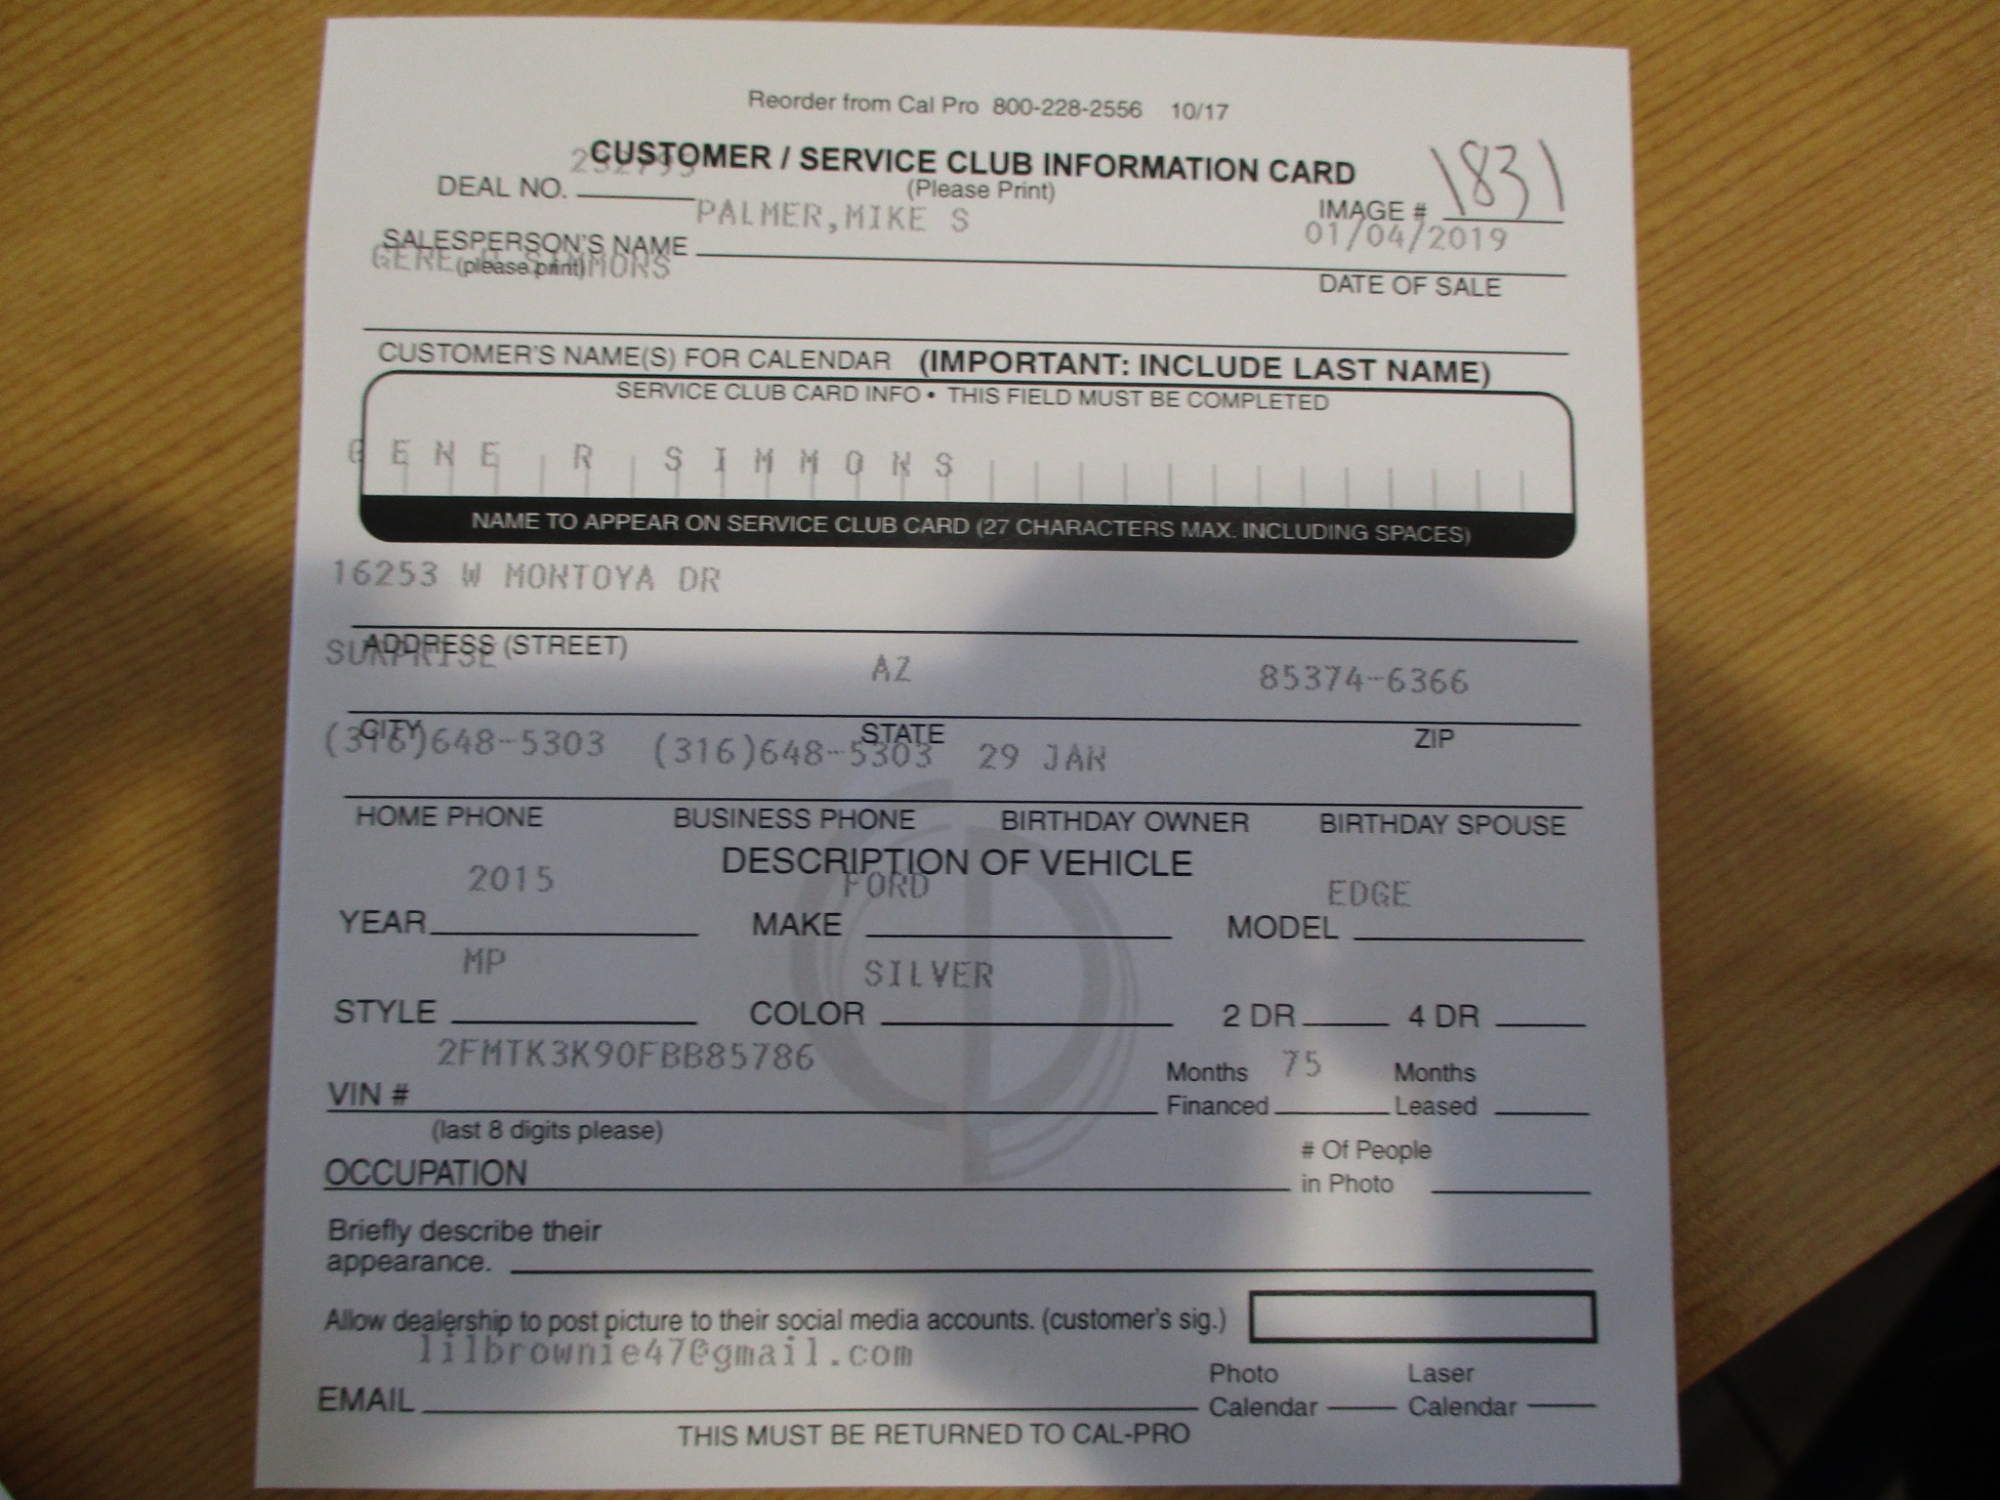 Reorder from Cal Pro 800-228-2556 10/17
CUSTOMER / SERVICE CLUB INFORMATION CARD
(Please Print)
DEAL NO.
IMAGE # 1831
PALMER,MIKE S
01/04/2019
SALESPERSON'S NAME
(please print)
SIMMONS
DATE OF SALE
CUSTOMER'S NAME(S) FOR CALENDAR (IMPORTANT: INCLUDE LAST NAME)
SERVICE CLUB CARD INFO • THIS FIELD MUST BE COMPLETED
GENE R SIMMONS
NAME TO APPEAR ON SERVICE CLUB CARD (27 CHARACTERS MAX. INCLUDING SPACES)
16253 W MONTOYA DR
ADDRESS (STREET)
SURPRISE AZ 85374-6366
CITY STATE ZIP
(316)648-5303 (316)648-5303 29 JAN
HOME PHONE BUSINESS PHONE BIRTHDAY OWNER BIRTHDAY SPOUSE
DESCRIPTION OF VEHICLE
2015 FORD EDGE
YEAR MAKE MODEL
MP SILVER
STYLE COLOR 2 DR 4 DR
2FMTK3K90FBB85786
VIN # Months Financed 75 Months Leased
(last 8 digits please)
OCCUPATION # Of People in Photo
Briefly describe their
appearance.
Allow dealership to post picture to their social media accounts. (customer's sig.)
lilbrownie47@gmail.com
EMAIL Photo Calendar Laser Calendar
THIS MUST BE RETURNED TO CAL-PRO